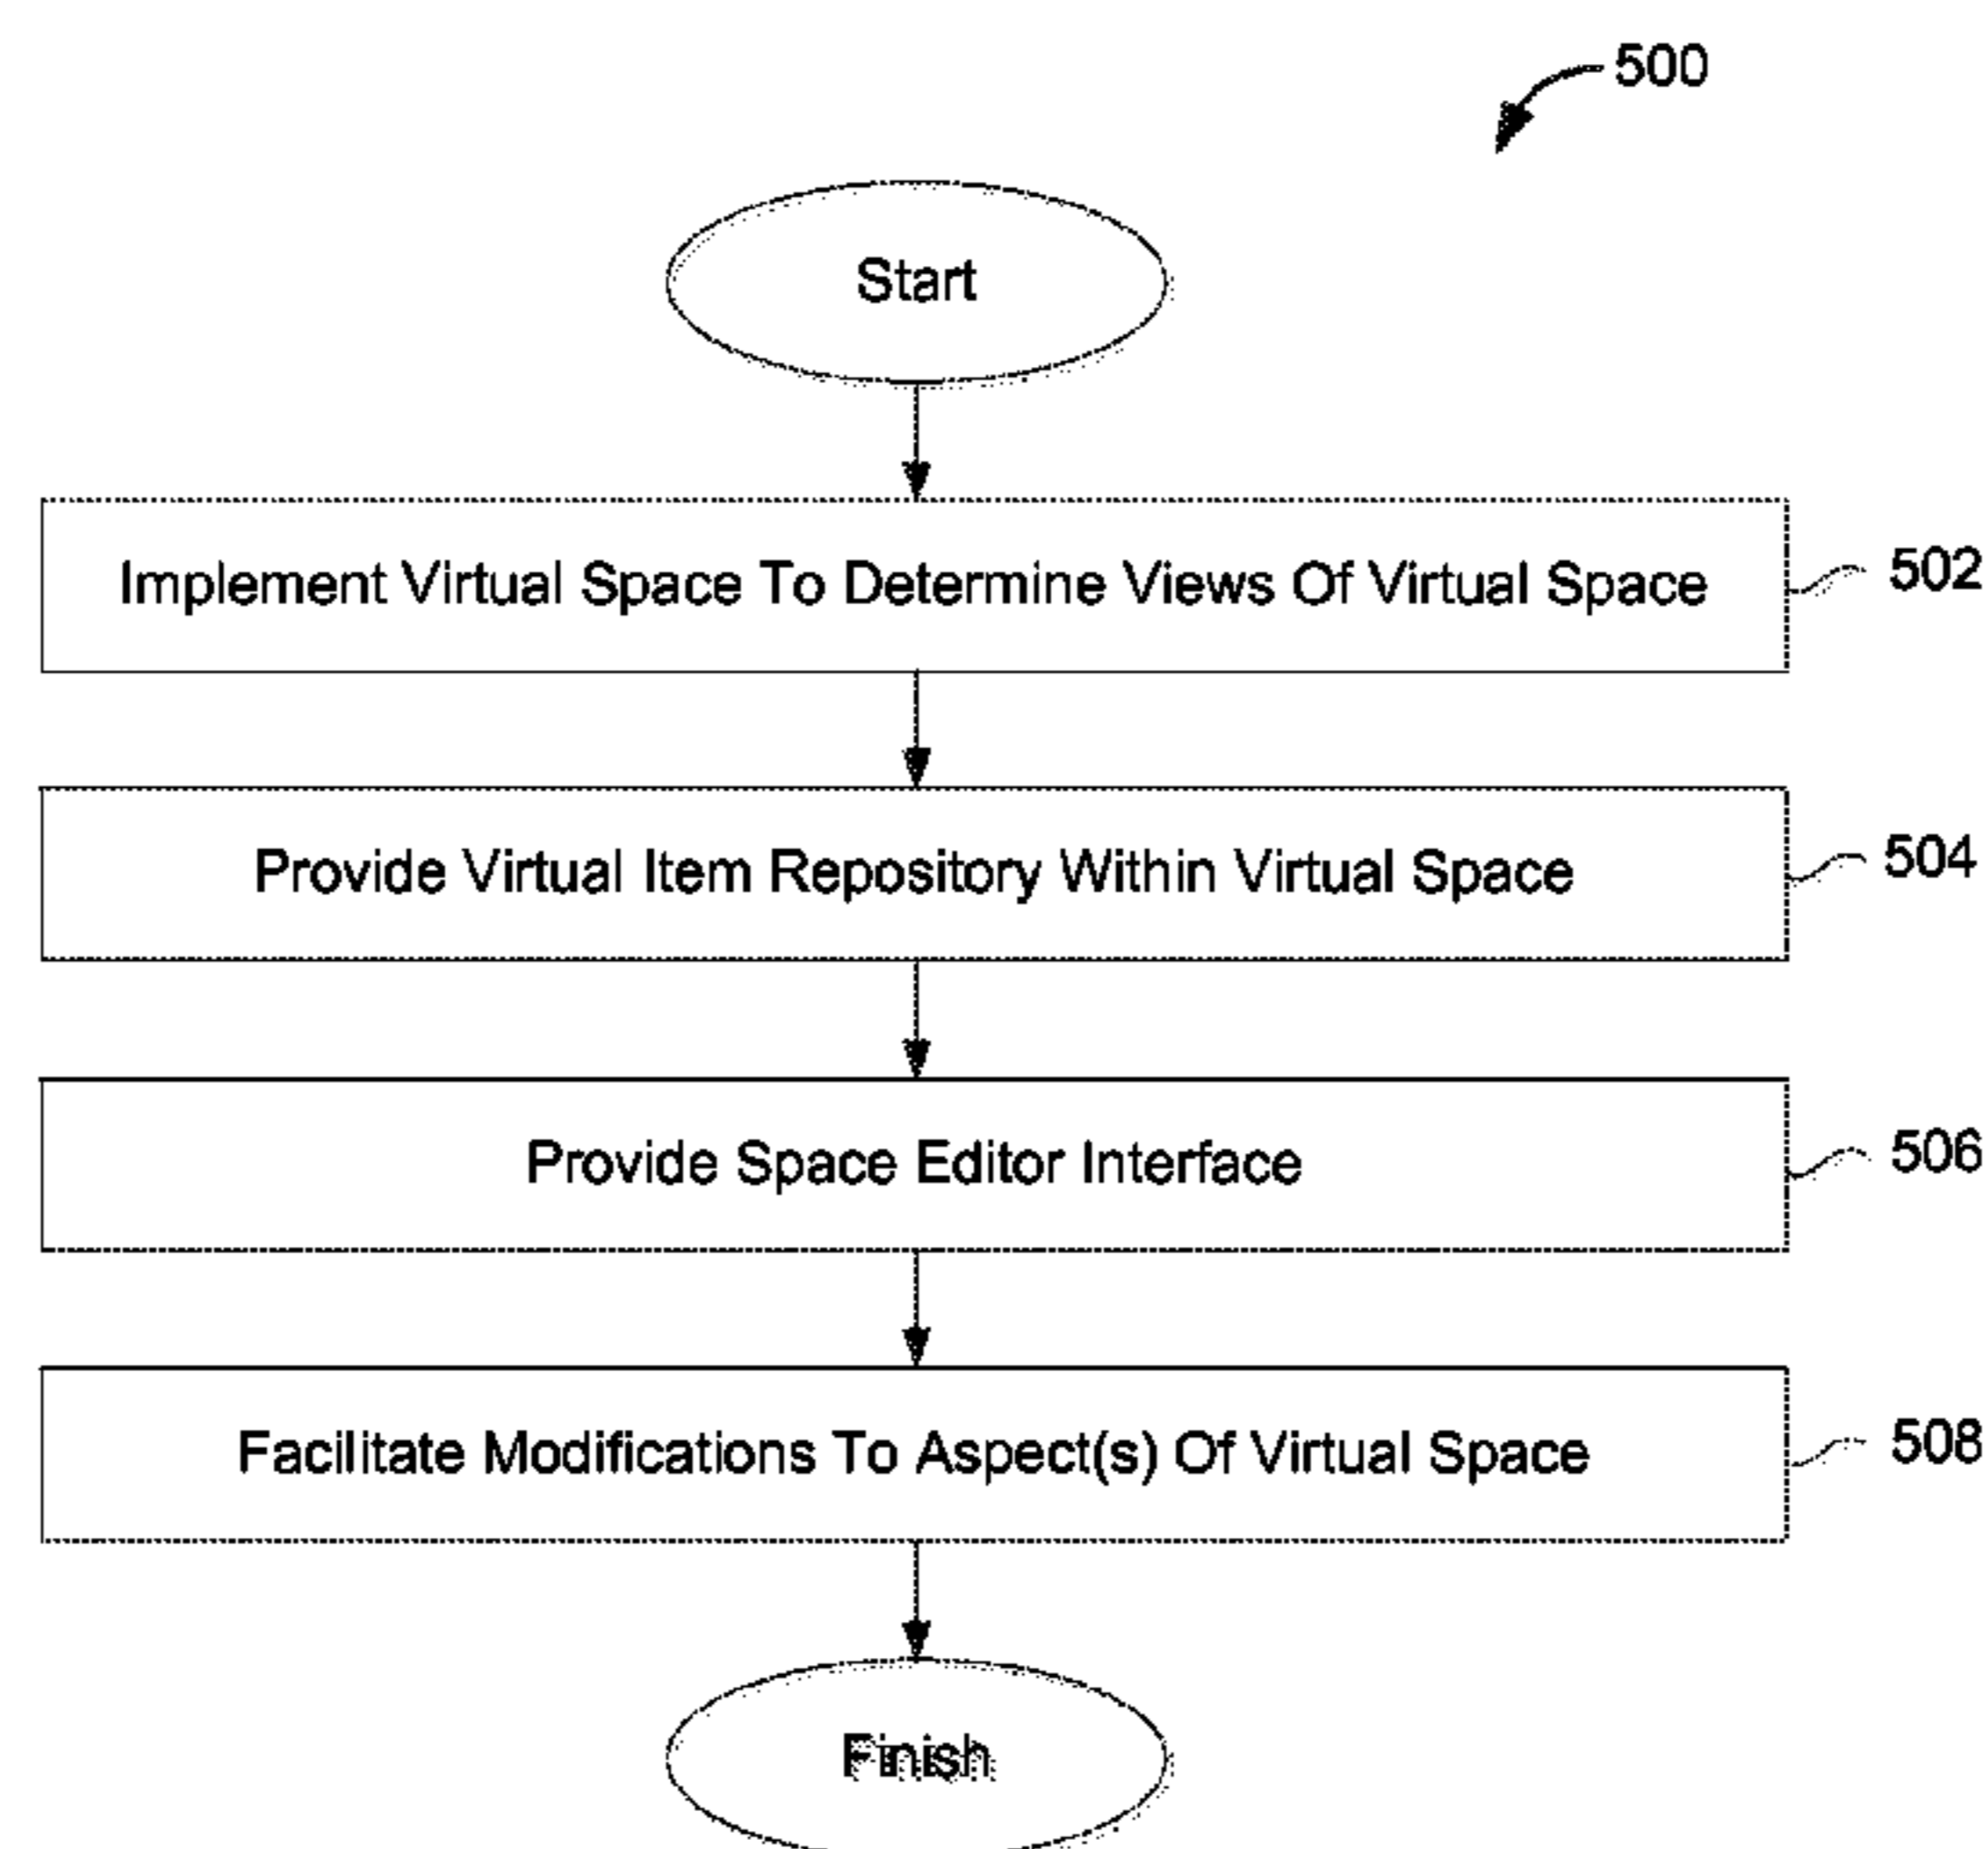 500
Start
Implement Virtual Space To Determine Views Of Virtual Space
502
Provide Virtual Item Repository Within Virtual Space
504
Provide Space Editor Interface
506
Facilitate Modifications To Aspect(s) Of Virtual Space
508
Finish